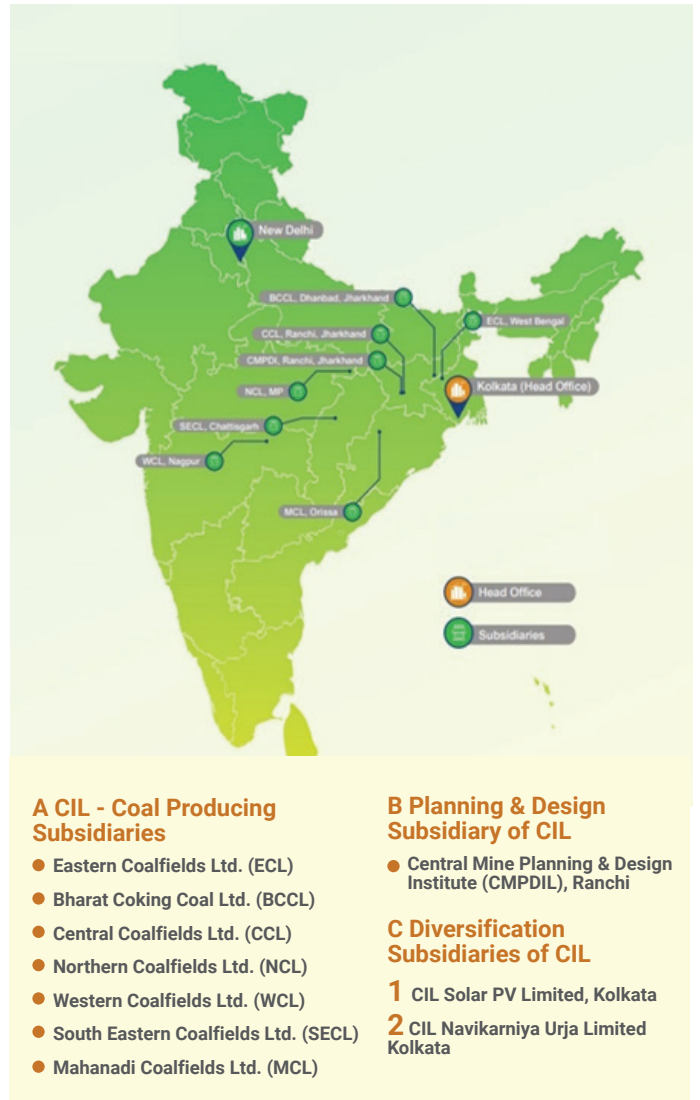 New Delhi
BCCL, Dhanbad, Jharkhand
ECL, West Bengal
CCL, Ranchi, Jharkhand
CMPDI, Ranchi, Jharkhand
Kolkata (Head Office)
NCL, MP
SECL, Chattisgarh
WCL, Nagpur
MCL, Orissa
Head Office
Subsidiaries
A CIL - Coal Producing
Subsidiaries
Eastern Coalfields Ltd. (ECL)
Bharat Coking Coal Ltd. (BCCL)
Central Coalfields Ltd. (CCL)
Northern Coalfields Ltd. (NCL)
Western Coalfields Ltd. (WCL)
South Eastern Coalfields Ltd. (SECL)
Mahanadi Coalfields Ltd. (MCL)
B Planning & Design
Subsidiary of CIL
Central Mine Planning & Design
Institute (CMPDIL), Ranchi
C Diversification
Subsidiaries of CIL
1 CIL Solar PV Limited, Kolkata
2 CIL Navikarniya Urja Limited
Kolkata